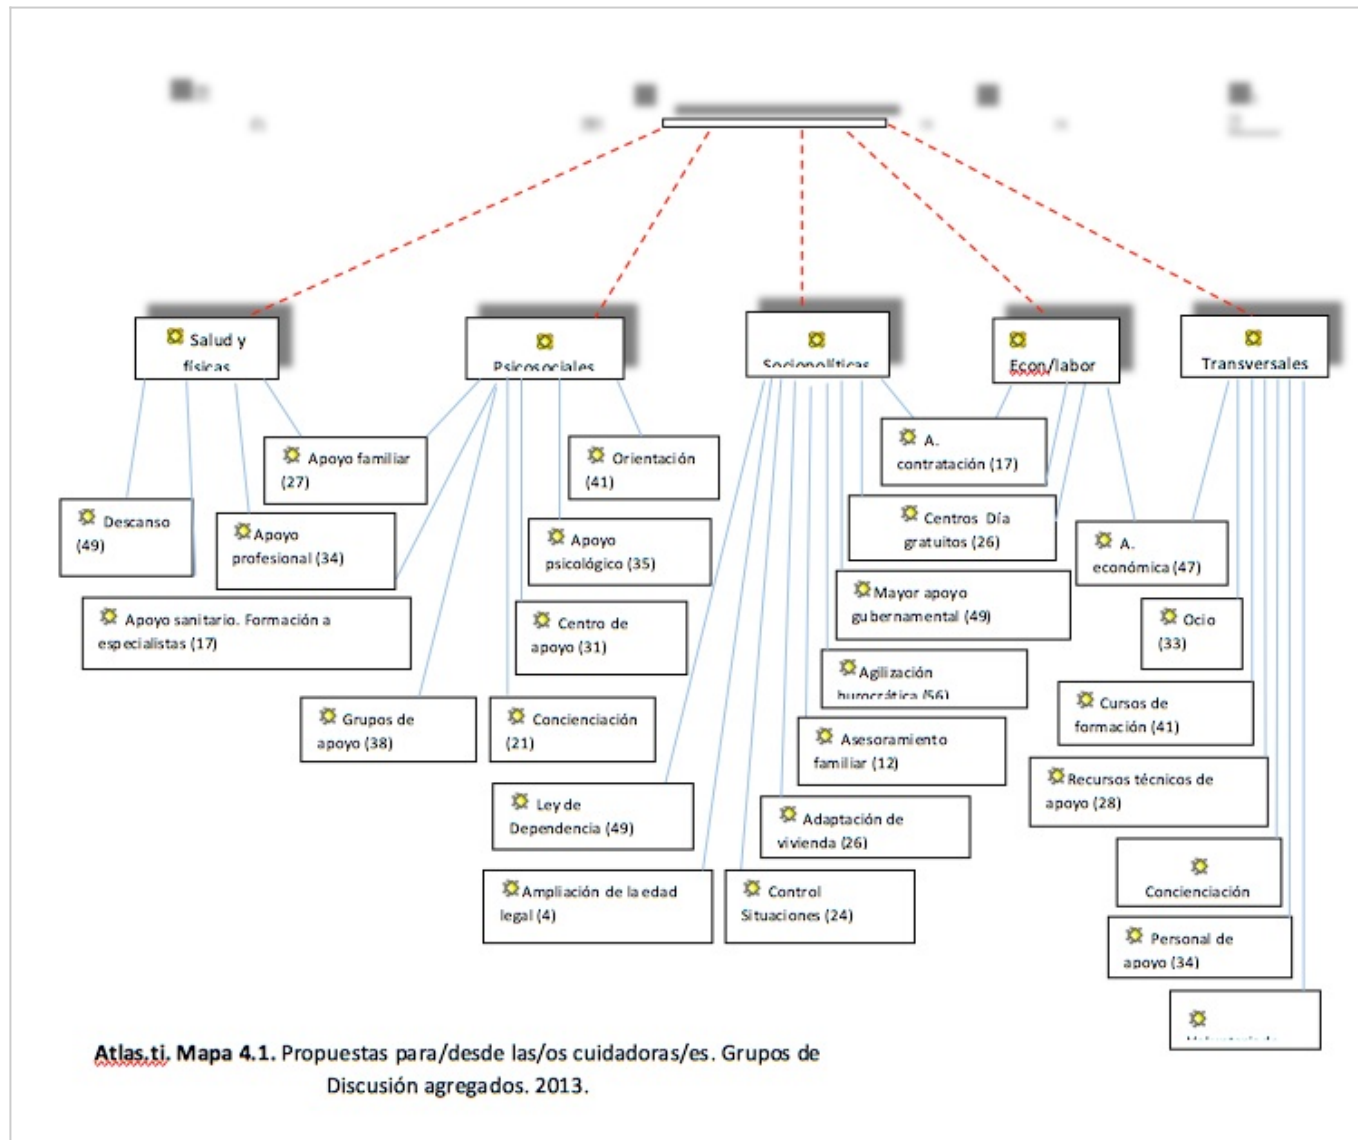 Salud y
físicas
Psicosociales
Sociopolíticas
Econ/labor
Transversales
Apoyo familiar
(27)
Orientación
(41)
A.
contratación (17)
Descanso
(49)
Apoyo
profesional (34)
Apoyo
psicológico (35)
Centros Día
gratuitos (26)
A.
económica (47)
Apoyo sanitario. Formación a
especialistas (17)
Centro de
apoyo (31)
Mayor apoyo
gubernamental (49)
Ocio
(33)
Agilización
burocrática (56)
Grupos de
apoyo (38)
Concienciación
(21)
Asesoramiento
familiar (12)
Cursos de
formación (41)
Ley de
Dependencia (49)
Adaptación de
vivienda (26)
Recursos técnicos de
apoyo (28)
Ampliación de la edad
legal (4)
Control
Situaciones (24)
Concienciación
Personal de
apoyo (34)
Atlas.ti. Mapa 4.1. Propuestas para/desde las/os cuidadoras/es. Grupos de
Discusión agregados. 2013.